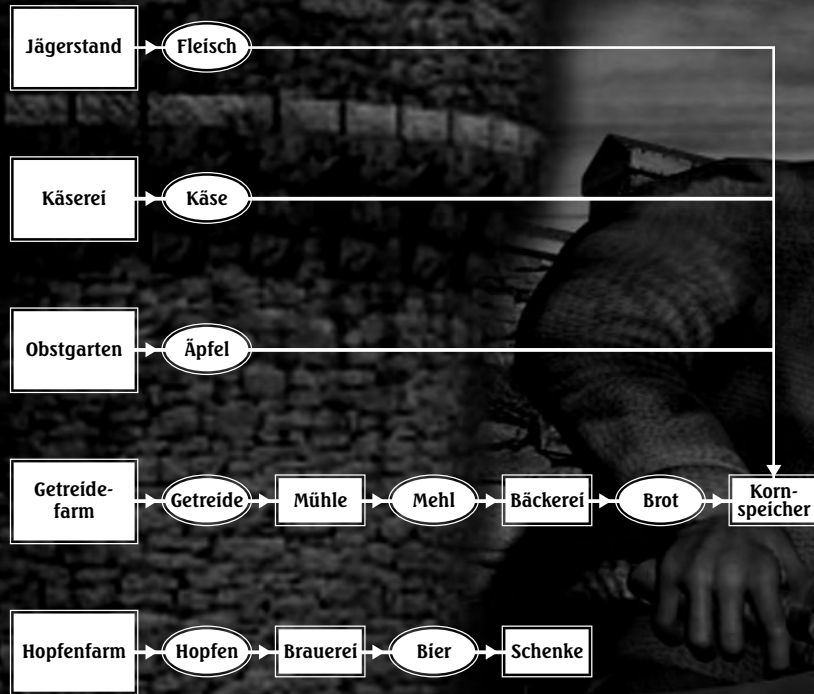 Jägerstand
Fleisch
Käserei
Käse
Obstgarten
Äpfel
Getreide-
farm
Getreide
Mühle
Mehl
Bäckerei
Brot
Korn-
speicher
Hopfenfarm
Hopfen
Brauerei
Bier
Schenke